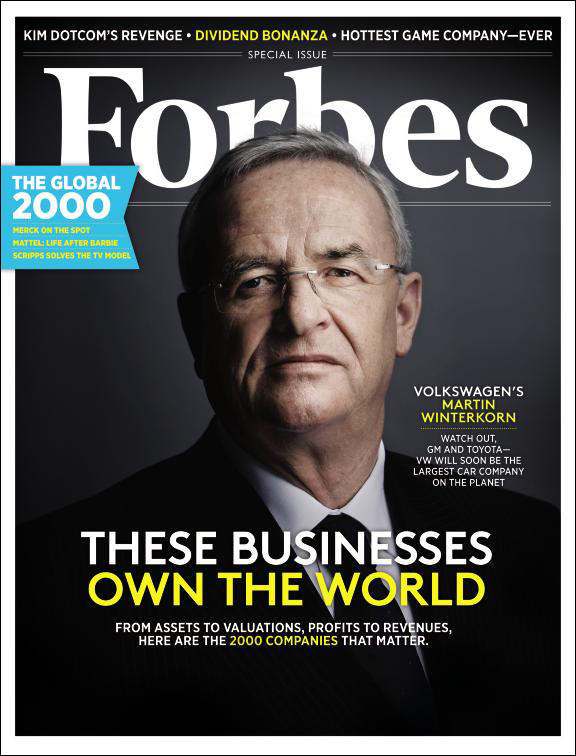 KIM DOTCOM'S REVENGE • DIVIDEND BONANZA • HOTTEST GAME COMPANY—EVER
SPECIAL ISSUE
Forbes
THE GLOBAL
2000
MERCK ON THE SPOT
MATTEL: LIFE AFTER BARBIE
SCRIPPS SOLVES THE TV MODEL
VOLKSWAGEN'S
MARTIN
WINTERKORN
WATCH OUT,
GM AND TOYOTA—
VW WILL SOON BE THE
LARGEST CAR COMPANY
ON THE PLANET
THESE BUSINESSES
OWN THE WORLD
FROM ASSETS TO VALUATIONS, PROFITS TO REVENUES,
HERE ARE THE 2000 COMPANIES THAT MATTER.